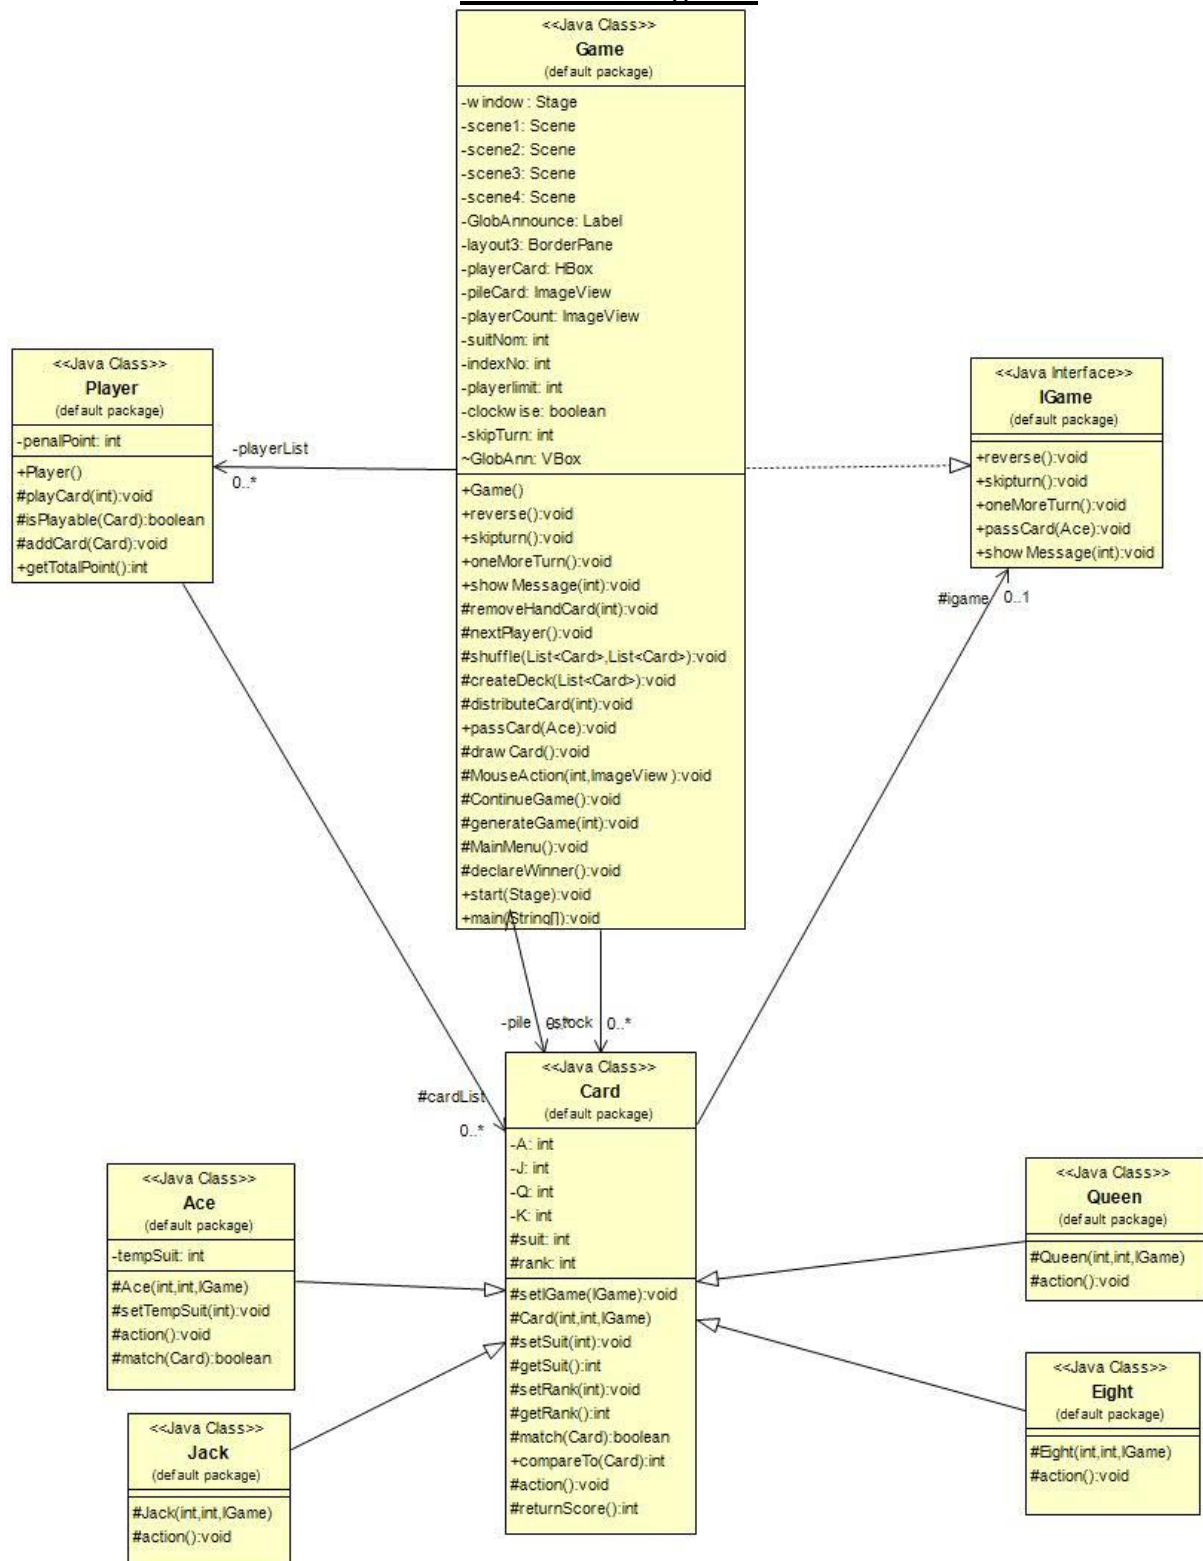 <<Java Class>>
Game
(default package)
-window: Stage
-scene1: Scene
-scene2: Scene
-scene3: Scene
-scene4: Scene
-GlobAnnounce: Label
-layout3: BorderPane
-playerCard: HBox
-pileCard: ImageView
-playerCount: ImageView
-suitNom: int
-indexNo: int
-playerlimit: int
-clockwise: boolean
-skipTurn: int
~GlobAnn: VBox
+Game()
+reverse():void
+skipturn():void
+oneMoreTurn():void
+showMessage(int):void
#removeHandCard(int):void
#nextPlayer():void
#shuffle(List<Card>,List<Card>):void
#createDeck(List<Card>):void
#distributeCard(int):void
+passCard(Ace):void
#drawCard():void
#MouseAction(int,ImageView):void
#ContinueGame():void
#generateGame(int):void
#MainMenu():void
#declareWinner():void
+start(Stage):void
+main(String[]):void
<<Java Class>>
Player
(default package)
-penalPoint: int
+Player()
#playCard(int):void
#isPlayable(Card):boolean
#addCard(Card):void
+getTotalPoint():int
-playerList
0..*
<<Java Interface>>
IGame
(default package)
+reverse():void
+skipturn():void
+oneMoreTurn():void
+passCard(Ace):void
+showMessage(int):void
#igame 0..1
-pile
0..*
#cardList
0..*
<<Java Class>>
Card
(default package)
-A: int
-J: int
-Q: int
-K: int
#suit: int
#rank: int
#setIGame(IGame):void
#Card(int,int,IGame)
#setSuit(int):void
#getSuit():int
#setRank(int):void
#getRank():int
#match(Card):boolean
+compareTo(Card):int
#action():void
#returnScore():int
<<Java Class>>
Ace
(default package)
-tempSuit: int
#Ace(int,int,IGame)
#setTempSuit(int):void
#action():void
#match(Card):boolean
<<Java Class>>
Jack
(default package)
#Jack(int,int,IGame)
#action():void
<<Java Class>>
Queen
(default package)
#Queen(int,int,IGame)
#action():void
<<Java Class>>
Eight
(default package)
#Eight(int,int,IGame)
#action():void